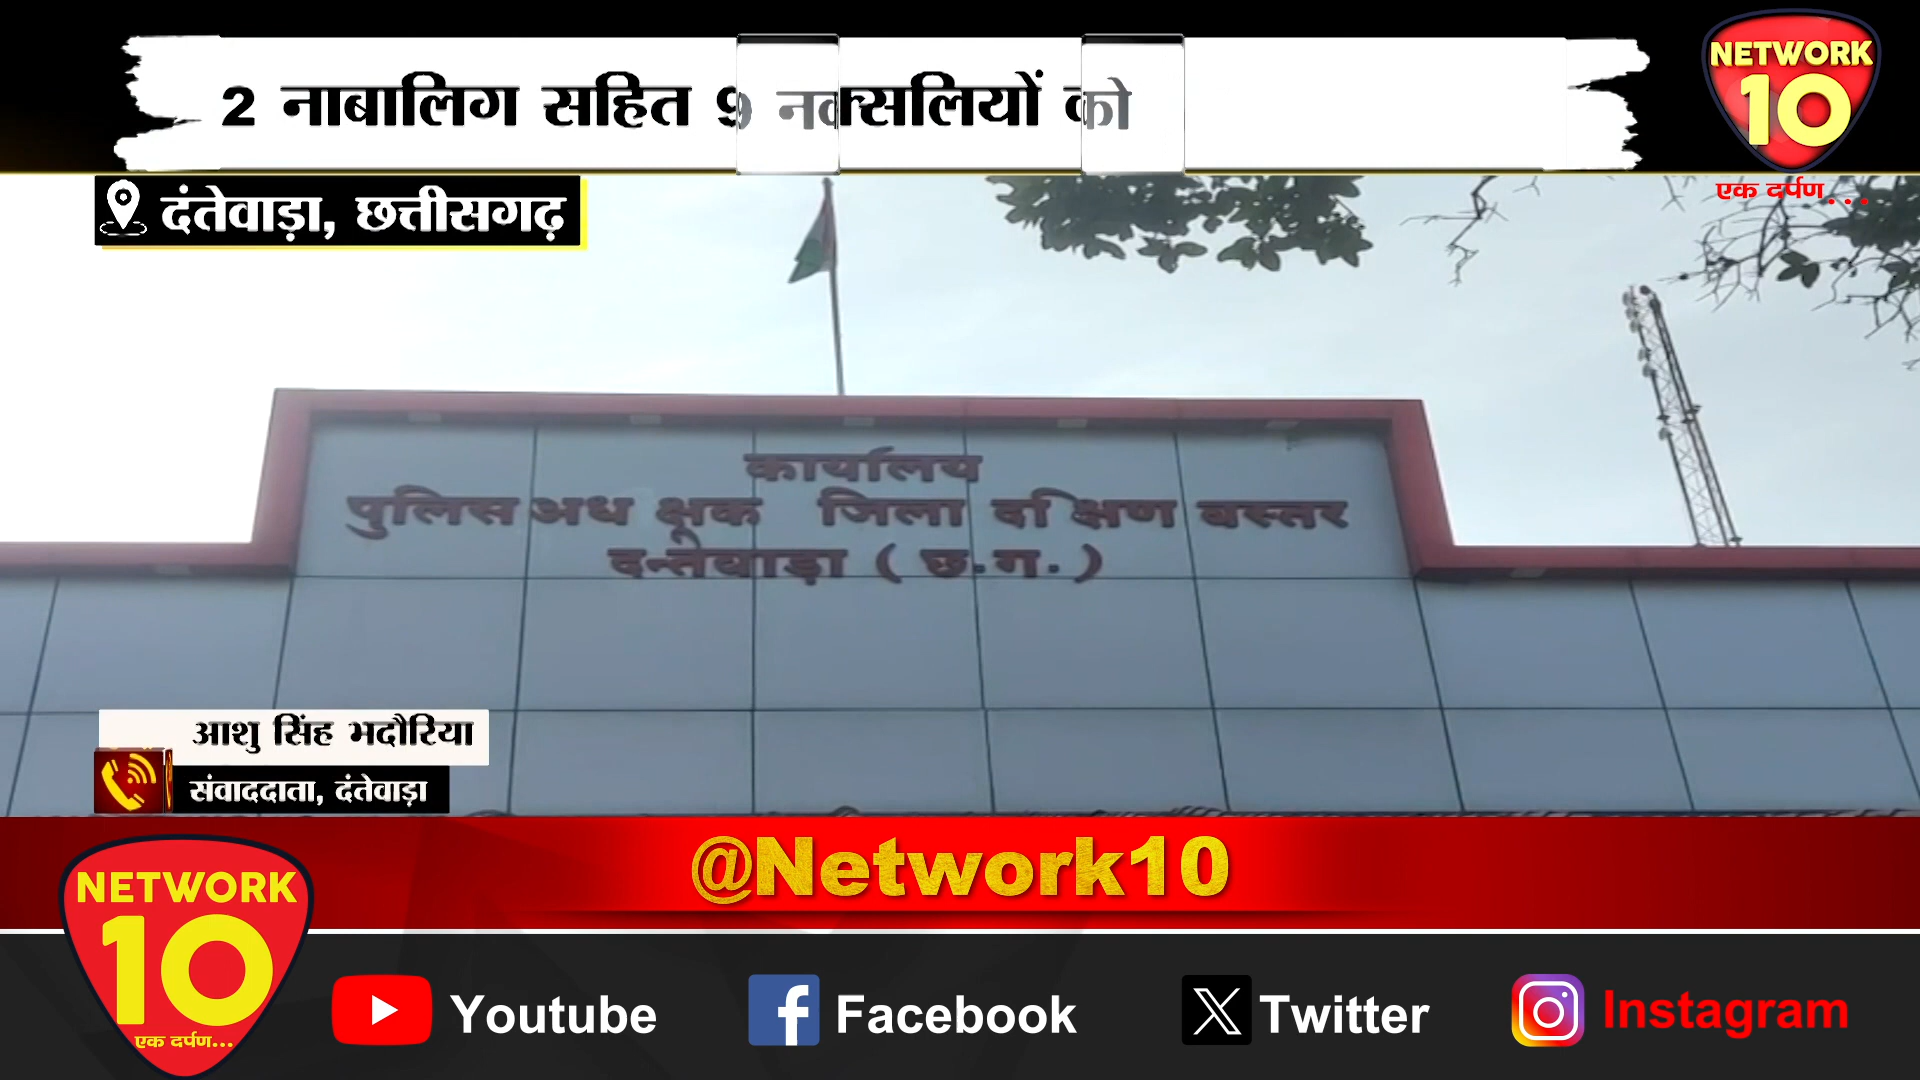 2 नाबालिग सहित 9 नक्सलियों को
NETWORK
10
एक दर्पण...
दंतेवाड़ा, छत्तीसगढ़
कार्यालय
पुलिस अध क्षक जिला दक्षिण बस्तर
दन्तेवाड़ा ( छ.ग. )
आशु सिंह भदौरिया
संवाददाता, दंतेवाड़ा
@Network10
NETWORK
10
एक दर्पण...
Youtube
Facebook
Twitter
Instagram